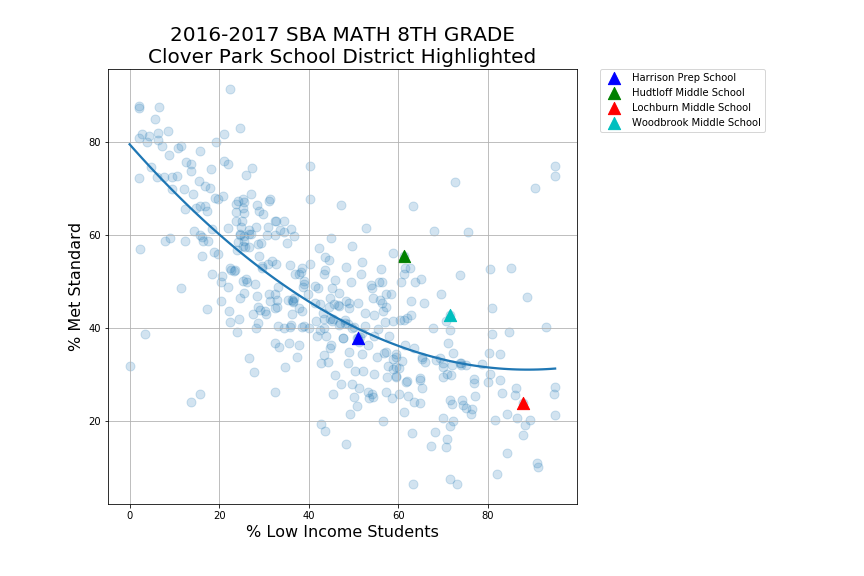 2016-2017 SBA MATH 8TH GRADE
Clover Park School District Highlighted
Harrison Prep School
Hudtloff Middle School
Lochburn Middle School
Woodbrook Middle School
% Met Standard
80
60
40
20
0 20 40 60 80
% Low Income Students